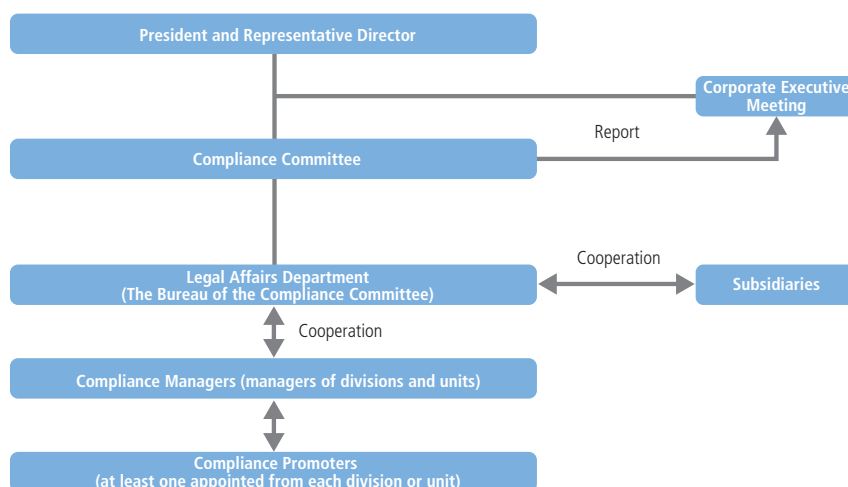 President and Representative Director
Corporate Executive
Meeting
Report
Compliance Committee
Legal Affairs Department
(The Bureau of the Compliance Committee)
Cooperation
Subsidiaries
Cooperation
Compliance Managers (managers of divisions and units)
Compliance Promoters
(at least one appointed from each division or unit)